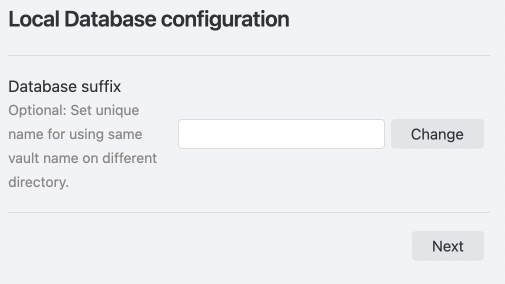 Local Database configuration
Database suffix
Optional: Set unique
name for using same
vault name on different
directory.
Change
Next